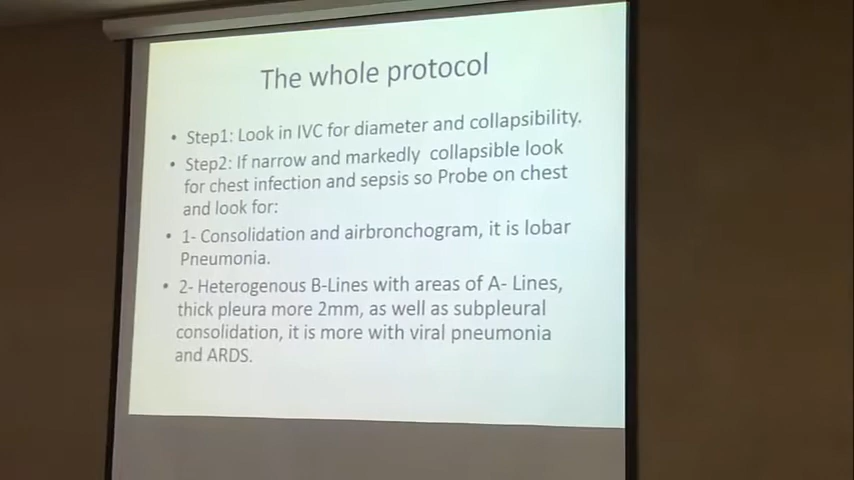 The whole protocol
• Step1: Look in IVC for diameter and collapsibility.
• Step2: If narrow and markedly collapsible look
for chest infection and sepsis so Probe on chest
and look for:
• 1- Consolidation and airbronchogram, it is lobar
Pneumonia.
• 2- Heterogenous B-Lines with areas of A- Lines,
thick pleura more 2mm, as well as subpleural
consolidation, it is more with viral pneumonia
and ARDS.